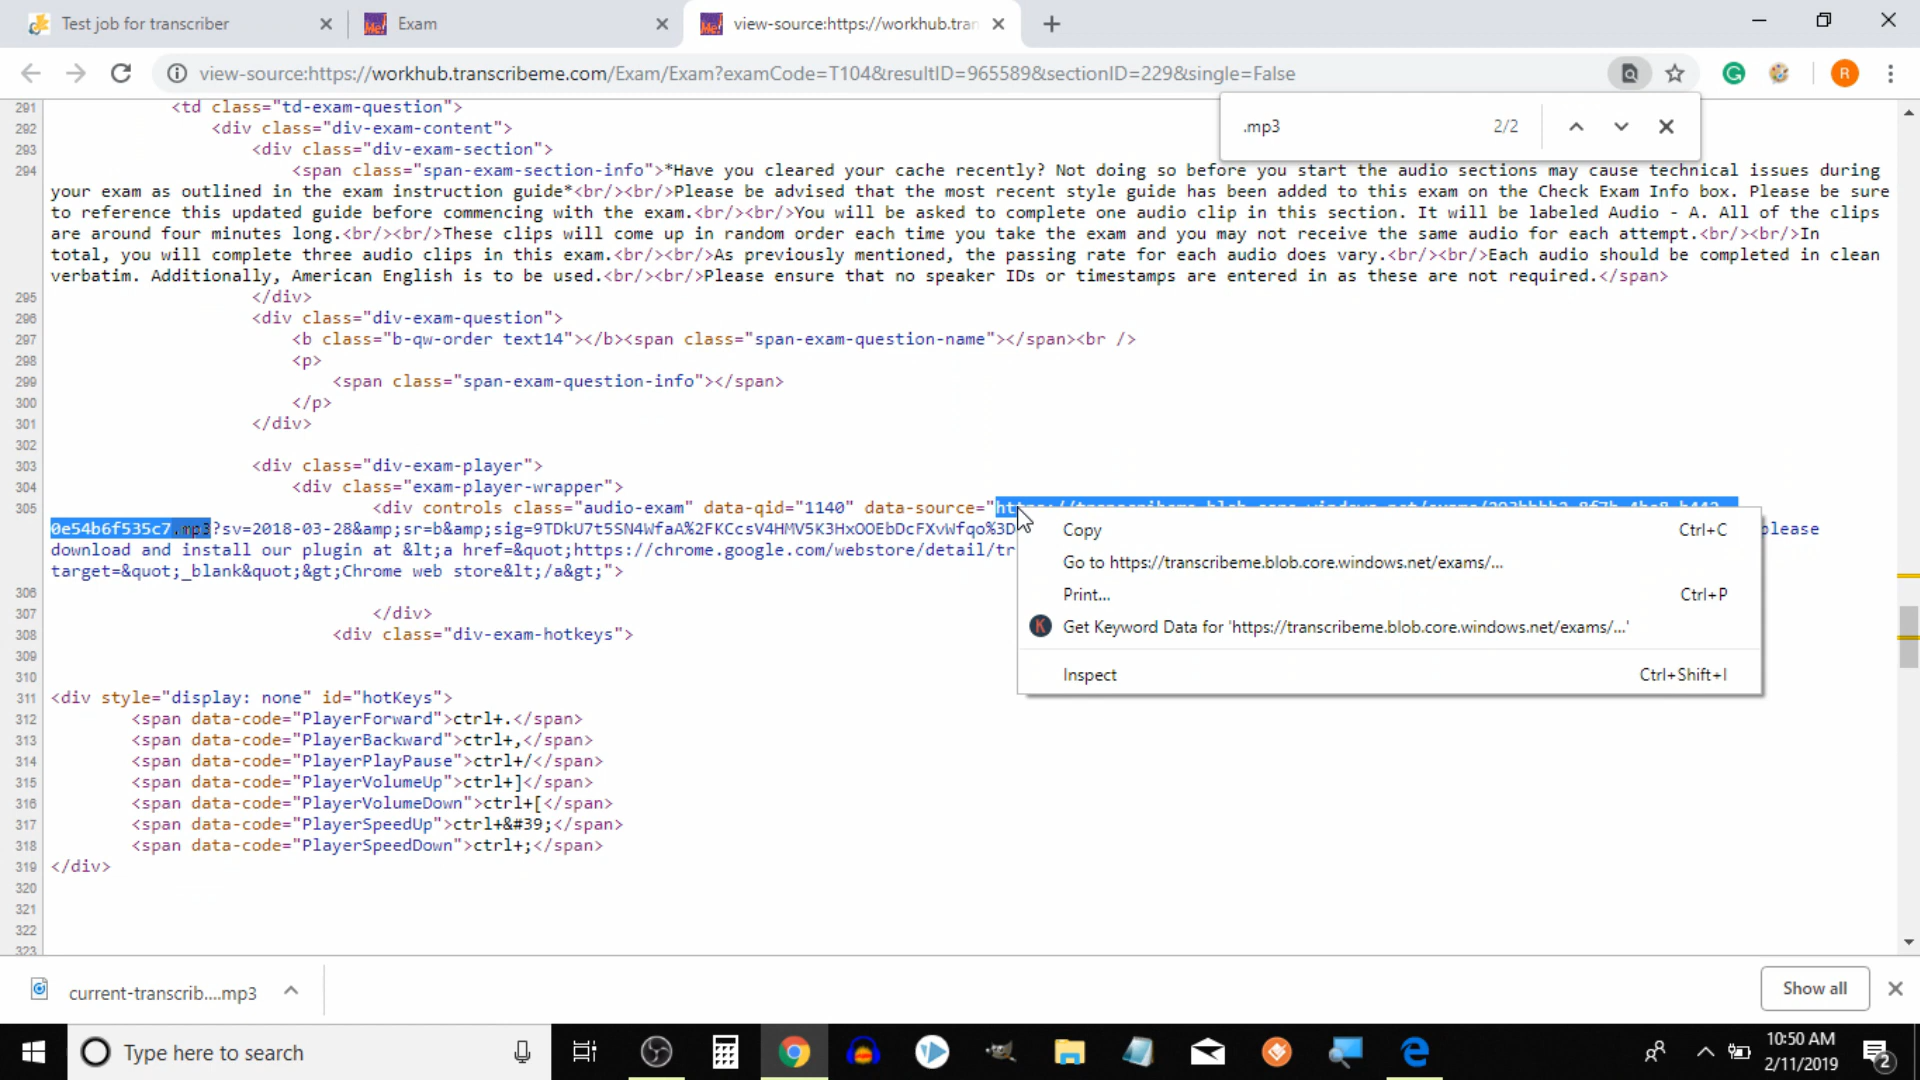 Test job for transcriber
Exam
view-source:https://workhub.tran
view-source:https://workhub.transcribeme.com/Exam/Exam?examCode=T104&resultID=965589&sectionID=229&single=False
R
.mp3 2/2
291 <td class="td-exam-question">
292 <div class="div-exam-content">
293 <div class="div-exam-section">
294 <span class="span-exam-section-info">*Have you cleared your cache recently? Not doing so before you start the audio sections may cause technical issues during
your exam as outlined in the exam instruction guide*<br/><br/>Please be advised that the most recent style guide has been added to this exam on the Check Exam Info box. Please be sure
to reference this updated guide before commencing with the exam.<br/><br/>You will be asked to complete one audio clip in this section. It will be labeled Audio - A. All of the clips
are around four minutes long.<br/><br/>These clips will come up in random order each time you take the exam and you may not receive the same audio for each attempt.<br/><br/>In
total, you will complete three audio clips in this exam.<br/><br/>As previously mentioned, the passing rate for each audio does vary.<br/><br/>Each audio should be completed in clean
verbatim. Additionally, American English is to be used.<br/><br/>Please ensure that no speaker IDs or timestamps are entered in as these are not required.</span>
295 </div>
296 <div class="div-exam-question">
297 <b class="b-qw-order text14"></b><span class="span-exam-question-name"></span><br />
298 <p>
299 <span class="span-exam-question-info"></span>
300 </p>
301 </div>
302
303 <div class="div-exam-player">
304 <div class="exam-player-wrapper">
305 <div controls class="audio-exam" data-qid="1140" data-source="
0e54b6f535c7.mp3?sv=2018-03-28&amp;sr=b&amp;sig=9TDkU7t5SN4WfaA%2FKCcsV4HMV5K3HxOOEbDcFXvWfqo%3D please
download and install our plugin at &lt;a href=&quot;https://chrome.google.com/webstore/detail/tr
target=&quot;_blank&quot;&gt;Chrome web store&lt;/a&gt;">
306
307 </div>
308 <div class="div-exam-hotkeys">
309
310
311 <div style="display: none" id="hotKeys">
312 <span data-code="PlayerForward">ctrl+.</span>
313 <span data-code="PlayerBackward">ctrl+,</span>
314 <span data-code="PlayerPlayPause">ctrl+/</span>
315 <span data-code="PlayerVolumeUp">ctrl+]</span>
316 <span data-code="PlayerVolumeDown">ctrl+[</span>
317 <span data-code="PlayerSpeedUp">ctrl+&#39;</span>
318 <span data-code="PlayerSpeedDown">ctrl+;</span>
319 </div>
320
321
322
323
Copy Ctrl+C
Go to https://transcribeme.blob.core.windows.net/exams/...
Print... Ctrl+P
K Get Keyword Data for 'https://transcribeme.blob.core.windows.net/exams/...'
Inspect Ctrl+Shift+I
current-transcrib....mp3
Show all
Type here to search
10:50 AM
2/11/2019
2